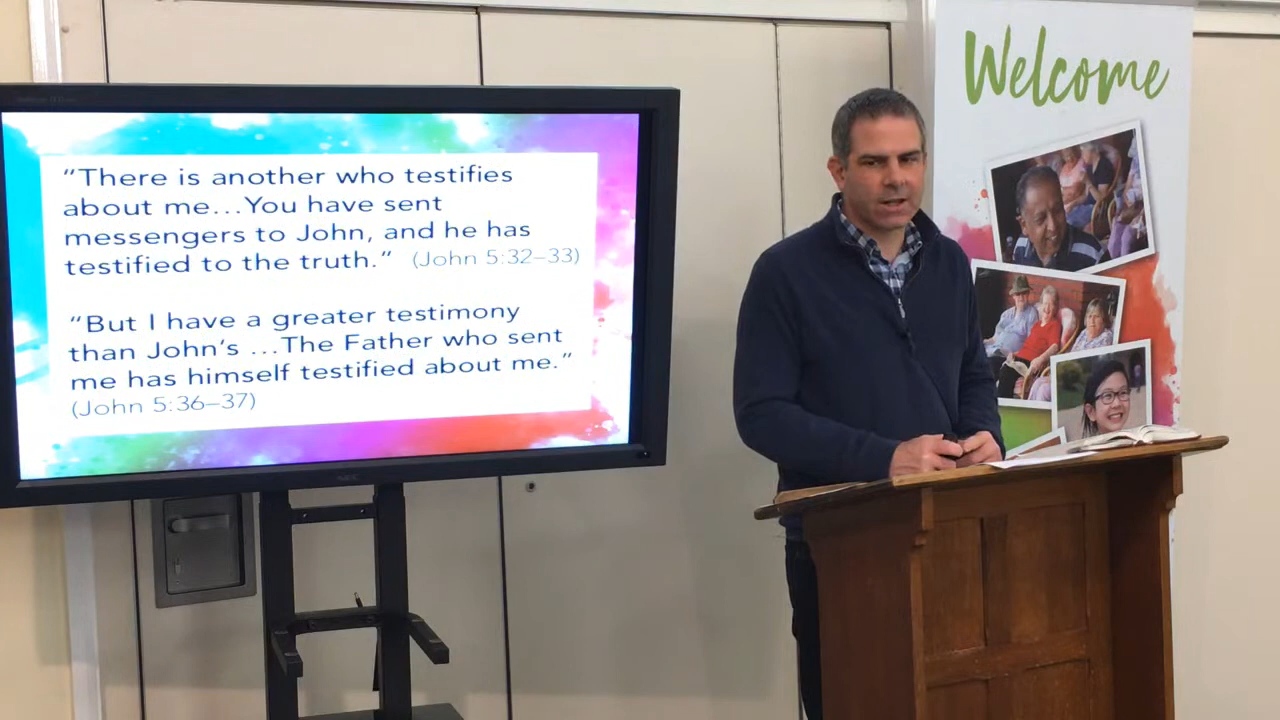 "There is another who testifies
about me...You have sent
messengers to John, and he has
testified to the truth." (John 5:32–33)
"But I have a greater testimony
than John's ...The Father who sent
me has himself testified about me."
(John 5:36–37)
Welcome
NEC